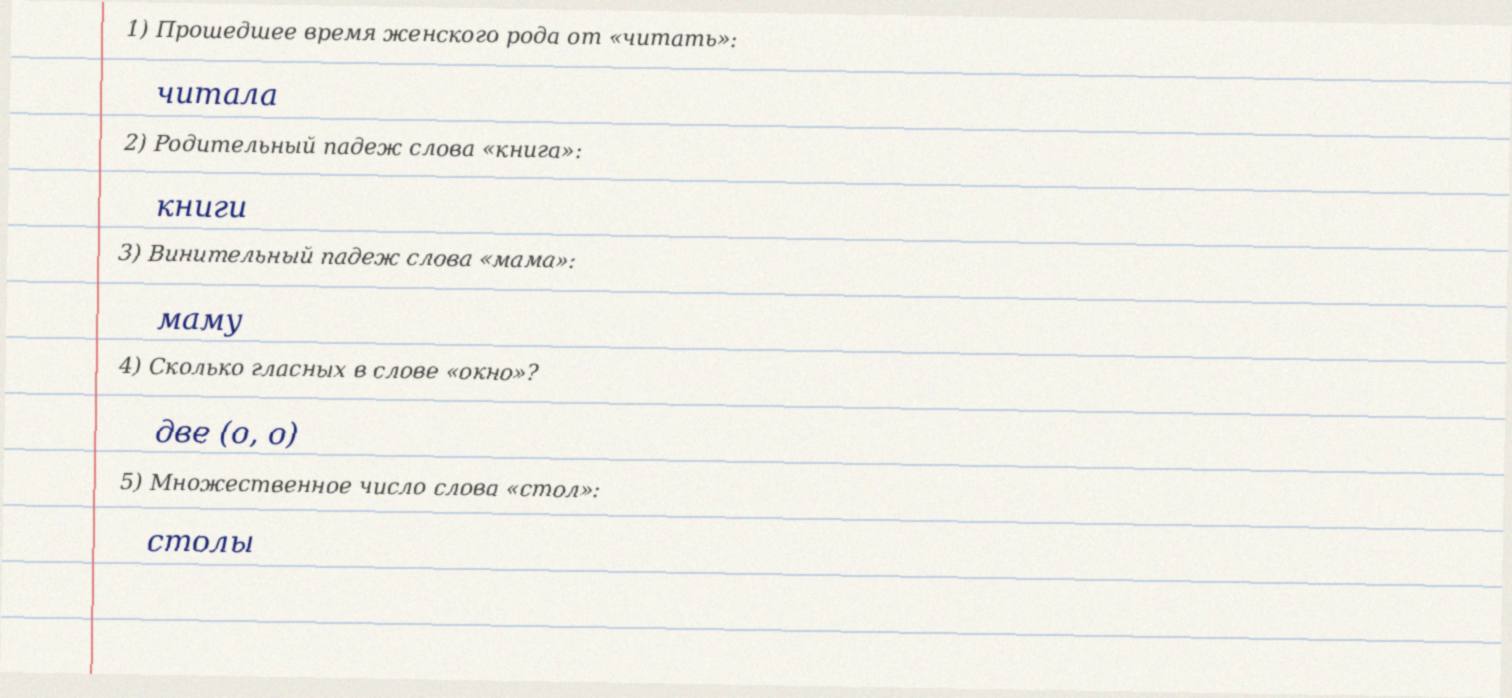 1) Прошедшее время женского рода от «читать»:
читала
2) Родительный падеж слова «книга»:
книги
3) Винительный падеж слова «мама»:
маму
4) Сколько гласных в слове «окно»?
две (о, о)
5) Множественное число слова «стол»:
столы